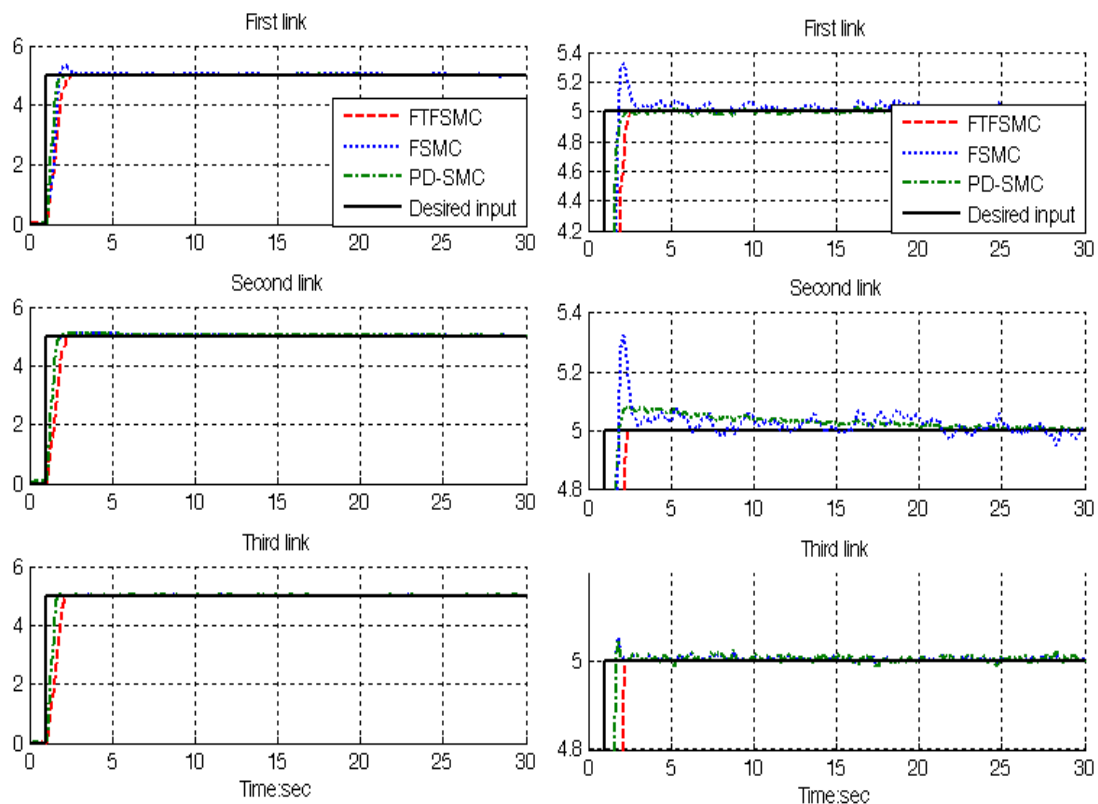 First link
6
4
2
0
0 5 10 15 20 25 30
FTFSMC
FSMC
PD-SMC
Desired input
Second link
6
4
2
0
0 5 10 15 20 25 30
Third link
6
4
2
0
0 5 10 15 20 25 30
Time:sec
First link
5.4
5.2
5
4.8
4.6
4.4
4.2
0 5 10 15 20 25 30
FTFSMC
FSMC
PD-SMC
Desired input
Second link
5.4
5.2
5
4.8
0 5 10 15 20 25 30
Third link
5
4.8
0 5 10 15 20 25 30
Time:sec